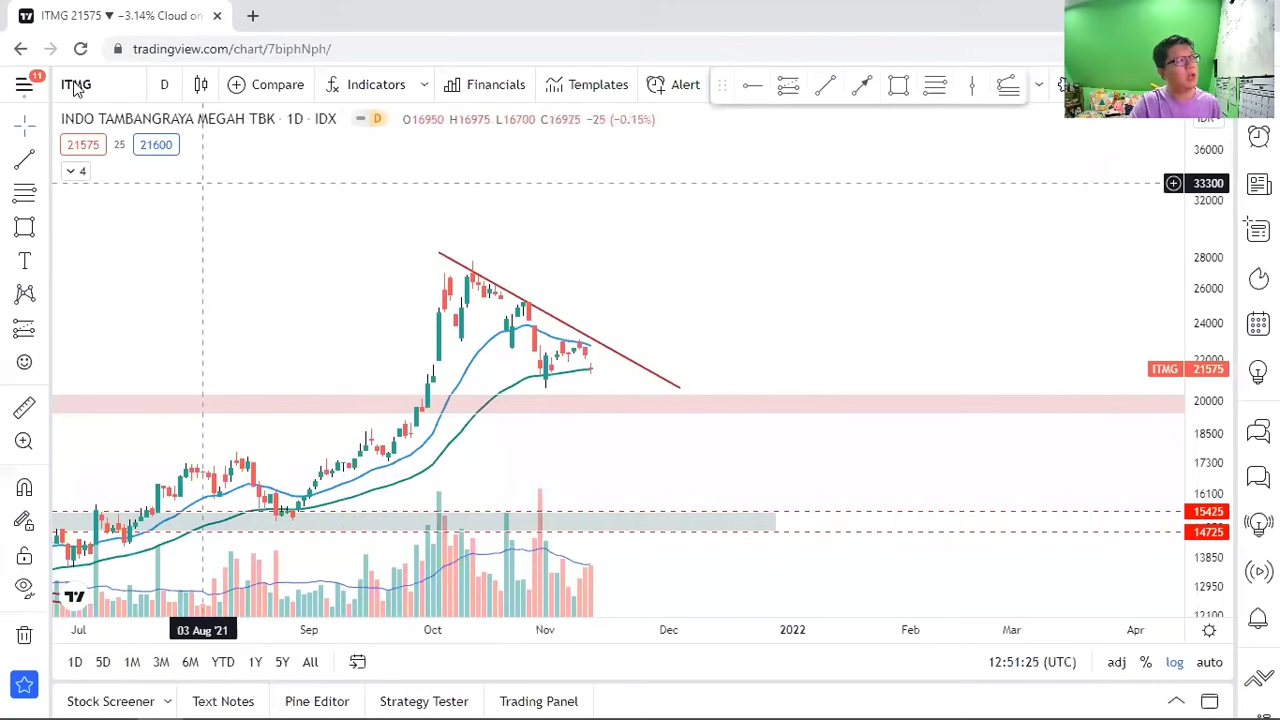 ITMG 21575 ▼ −3.14% Cloud on
tradingview.com/chart/7biphNph/
11
ITMG
D
Compare
Indicators
Financials
Templates
Alert
INDO TAMBANGRAYA MEGAH TBK · 1D · IDX
D
O16950 H16975 L16700 C16925 −25 (−0.15%)
21575
25
21600
4
36000
33300
32000
28000
26000
24000
22000
ITMG 21575
20000
18500
17300
16100
15425
14725
13850
12950
12100
Jul
03 Aug '21
Sep
Oct
Nov
Dec
2022
Feb
Mar
Apr
1D
5D
1M
3M
6M
YTD
1Y
5Y
All
12:51:25 (UTC)
adj
%
log
auto
Stock Screener
Text Notes
Pine Editor
Strategy Tester
Trading Panel